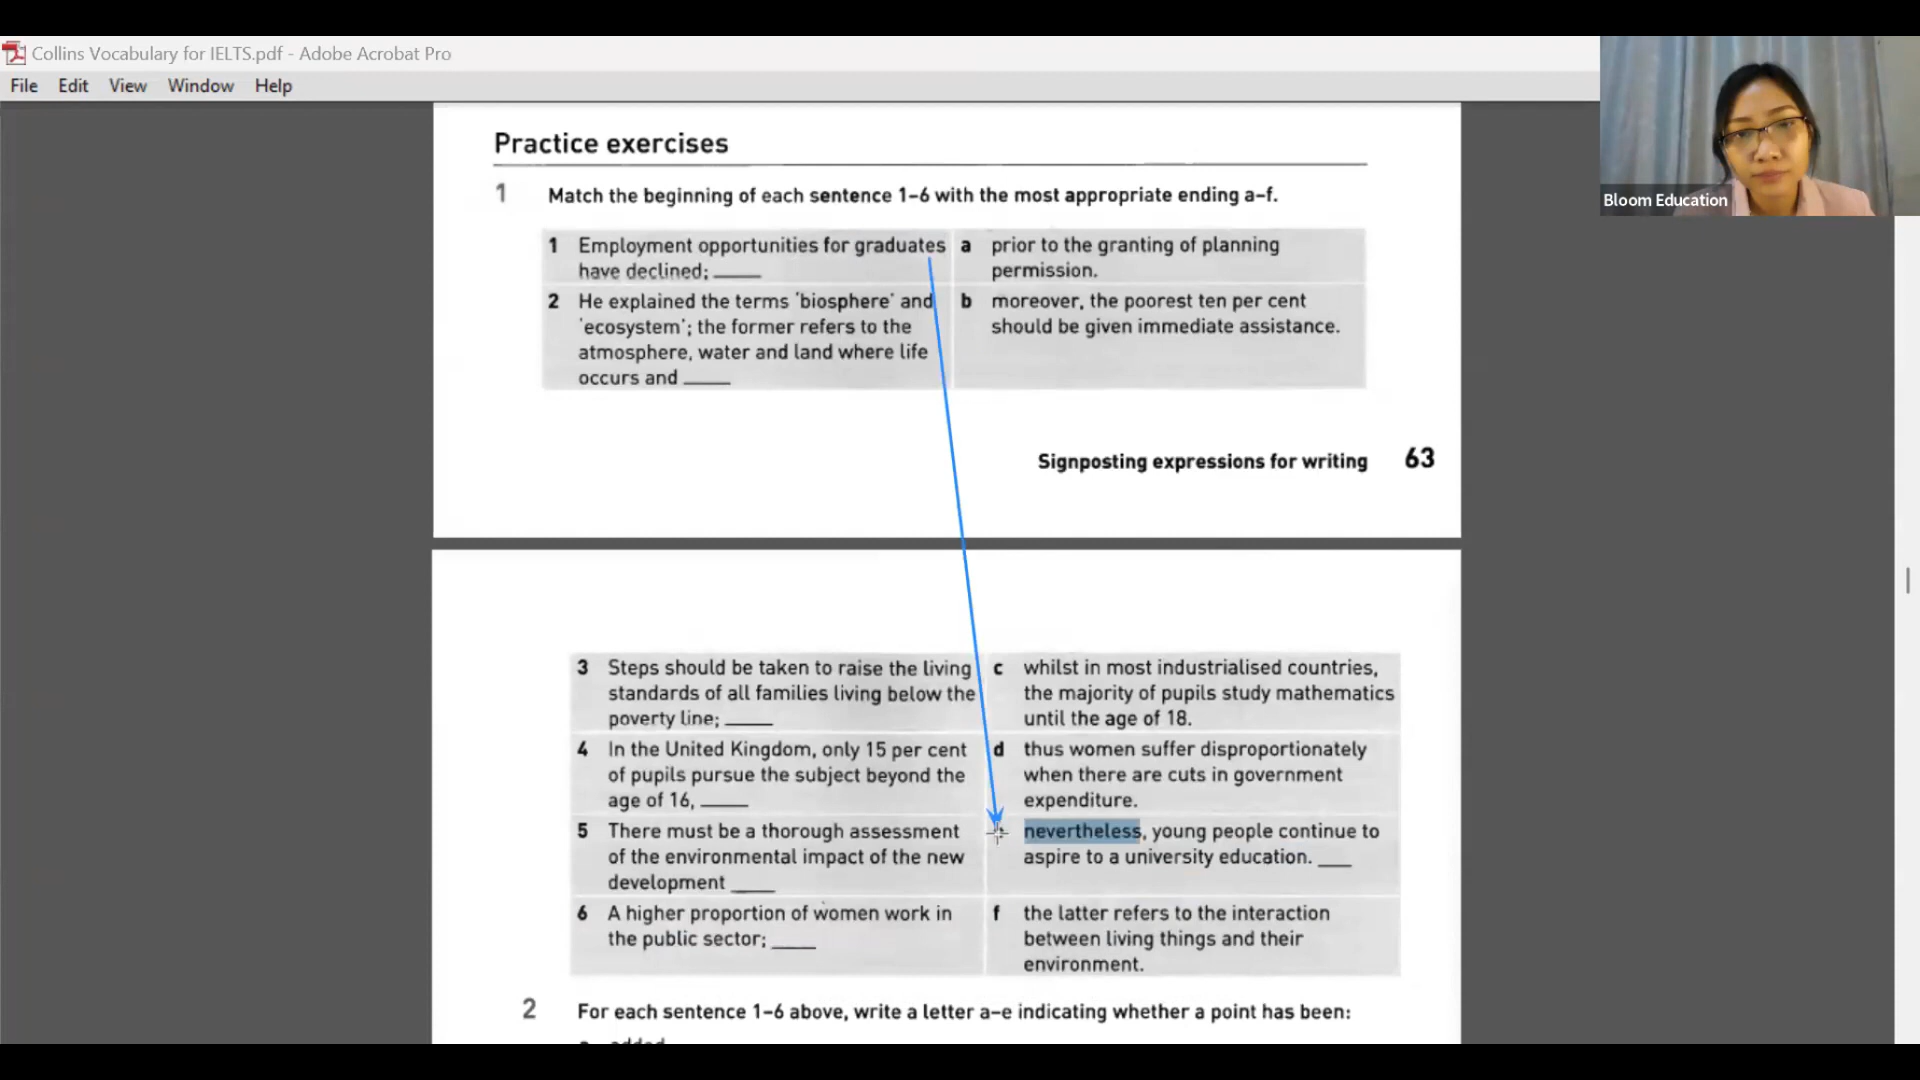 Collins Vocabulary for IELTS.pdf - Adobe Acrobat Pro
File Edit View Window Help
Bloom Education
Practice exercises
1 Match the beginning of each sentence 1–6 with the most appropriate ending a–f.
1 Employment opportunities for graduates
have declined; ____
a prior to the granting of planning
permission.
2 He explained the terms 'biosphere' and
'ecosystem'; the former refers to the
atmosphere, water and land where life
occurs and ____
b moreover, the poorest ten per cent
should be given immediate assistance.
Signposting expressions for writing 63
3 Steps should be taken to raise the living
standards of all families living below the
poverty line; ____
c whilst in most industrialised countries,
the majority of pupils study mathematics
until the age of 18.
4 In the United Kingdom, only 15 per cent
of pupils pursue the subject beyond the
age of 16, ____
d thus women suffer disproportionately
when there are cuts in government
expenditure.
5 There must be a thorough assessment
of the environmental impact of the new
development ____
nevertheless, young people continue to
aspire to a university education. ___
6 A higher proportion of women work in
the public sector; ____
f the latter refers to the interaction
between living things and their
environment.
2 For each sentence 1–6 above, write a letter a–e indicating whether a point has been: